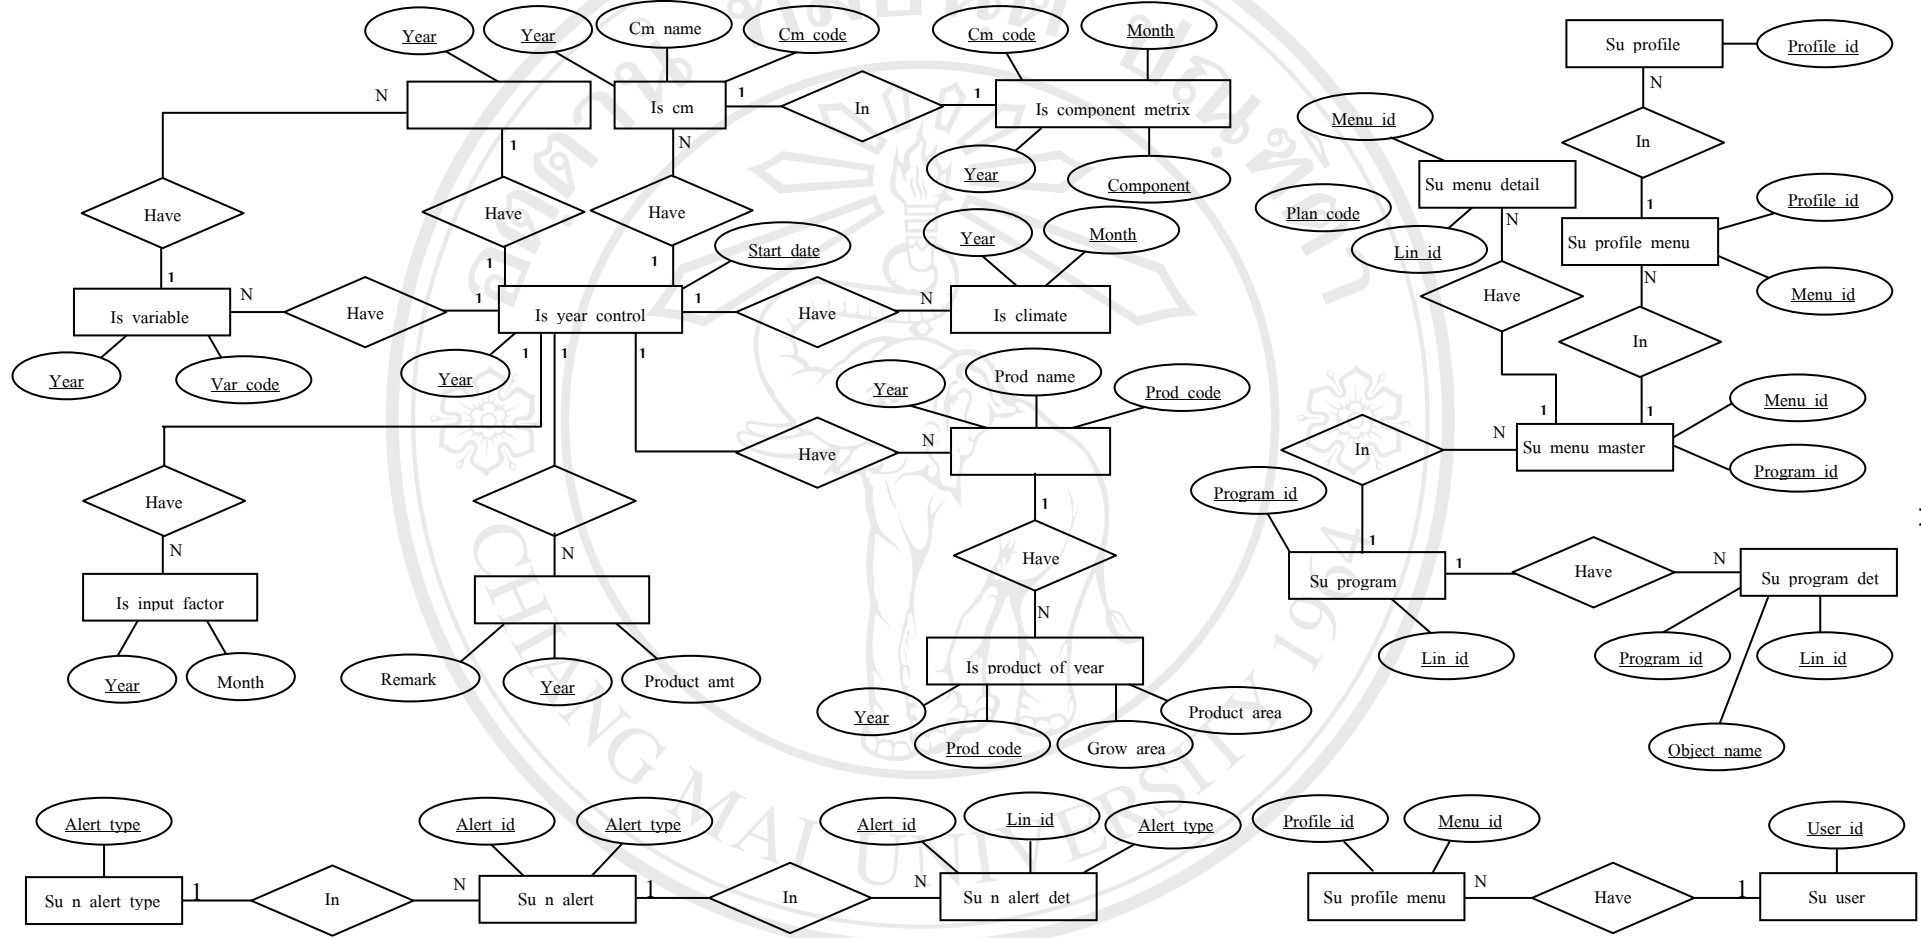 Year
Year
Cm name
Cm code
Cm code
Month
Su profile
Profile id
N
Is cm
1
In
1
Is component metrix
N
Menu id
1
N
Year
Component
In
Su menu detail
Have
Have
Have
Plan code
Lin id
N
1
Profile id
Su profile menu
Start date
Year
Month
1
1
1
N
Menu id
Is variable
N
Have
1
Is year control
1
Have
N
Is climate
Have
In
Year
Var code
Year
1
1
1
Year
Prod name
Prod code
Menu id
1
1
Have
N
In
N
Su menu master
Program id
Have
1
Program id
N
Have
1
N
Is input factor
N
Su program
1
Have
N
Su program det
Year
Month
Remark
Year
Product amt
Is product of year
Lin id
Program id
Lin id
Year
Prod code
Grow area
Product area
Object name
Alert type
Alert id
Alert type
Alert id
Lin id
Alert type
Profile id
Menu id
User id
Su n alert type
1
In
N
Su n alert
1
In
N
Su n alert det
Su profile menu
N
Have
1
Su user
CHIANG MAI UNIVERSITY 1964